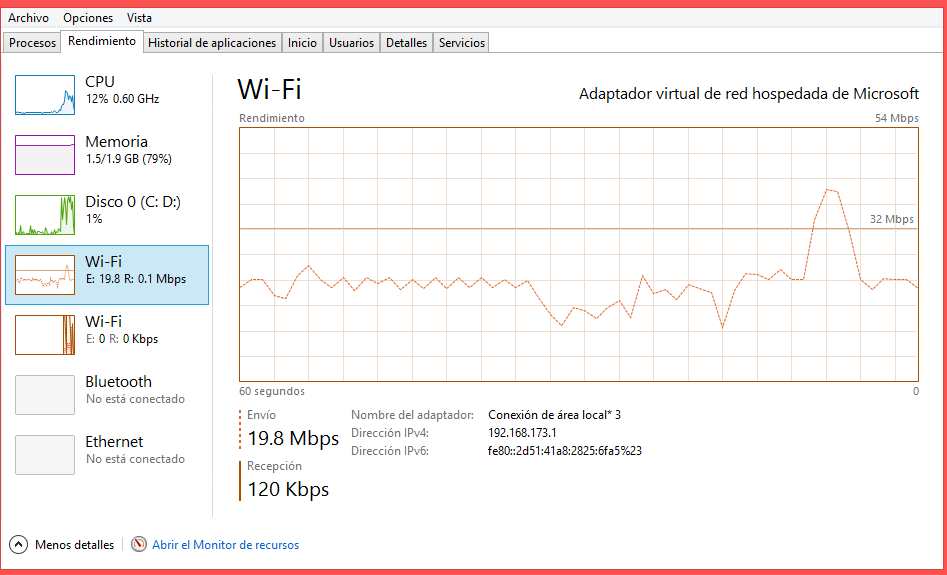 Archivo Opciones Vista
Procesos Rendimiento Historial de aplicaciones Inicio Usuarios Detalles Servicios
CPU
12% 0.60 GHz
Memoria
1.5/1.9 GB (79%)
Disco 0 (C: D:)
1%
Wi-Fi
E: 19.8 R: 0.1 Mbps
Wi-Fi
E: 0 R: 0 Kbps
Bluetooth
No está conectado
Ethernet
No está conectado
Wi-Fi
Adaptador virtual de red hospedada de Microsoft
Rendimiento 54 Mbps
32 Mbps
60 segundos 0
Envío
19.8 Mbps
Recepción
120 Kbps
Nombre del adaptador: Conexión de área local* 3
Dirección IPv4: 192.168.173.1
Dirección IPv6: fe80::2d51:41a8:2825:6fa5%23
Menos detalles Abrir el Monitor de recursos